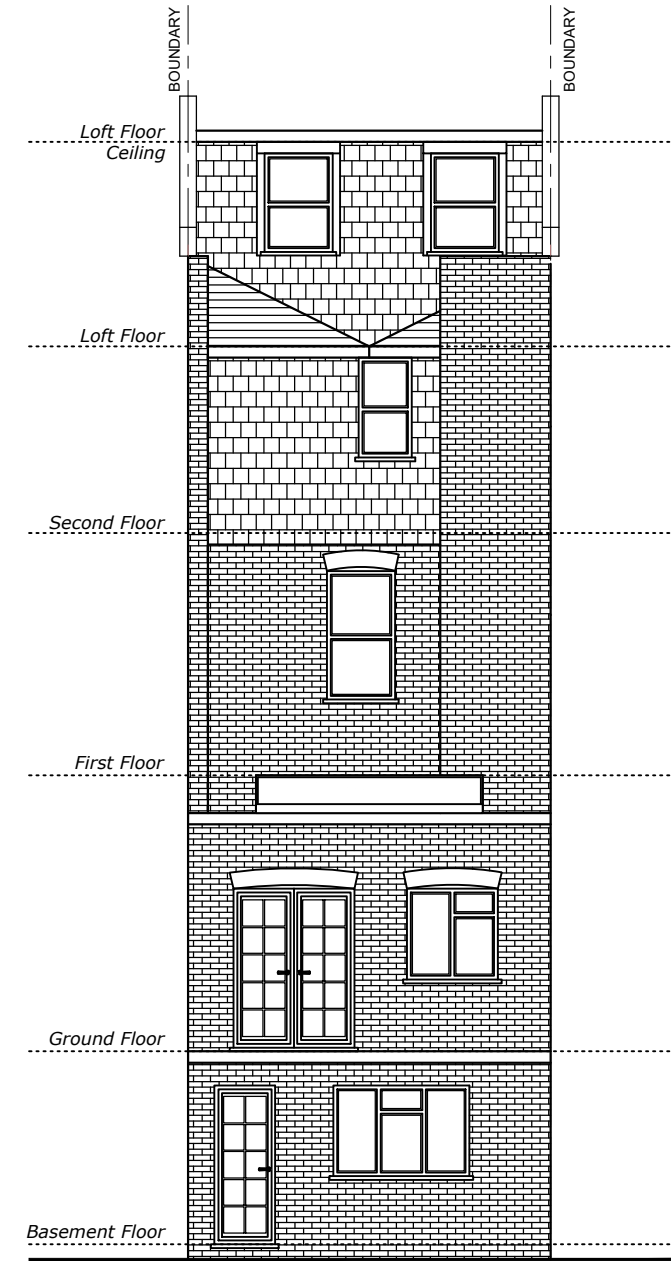 BOUNDARY
BOUNDARY
Loft Floor
Ceiling
Loft Floor
Second Floor
First Floor
Ground Floor
Basement Floor